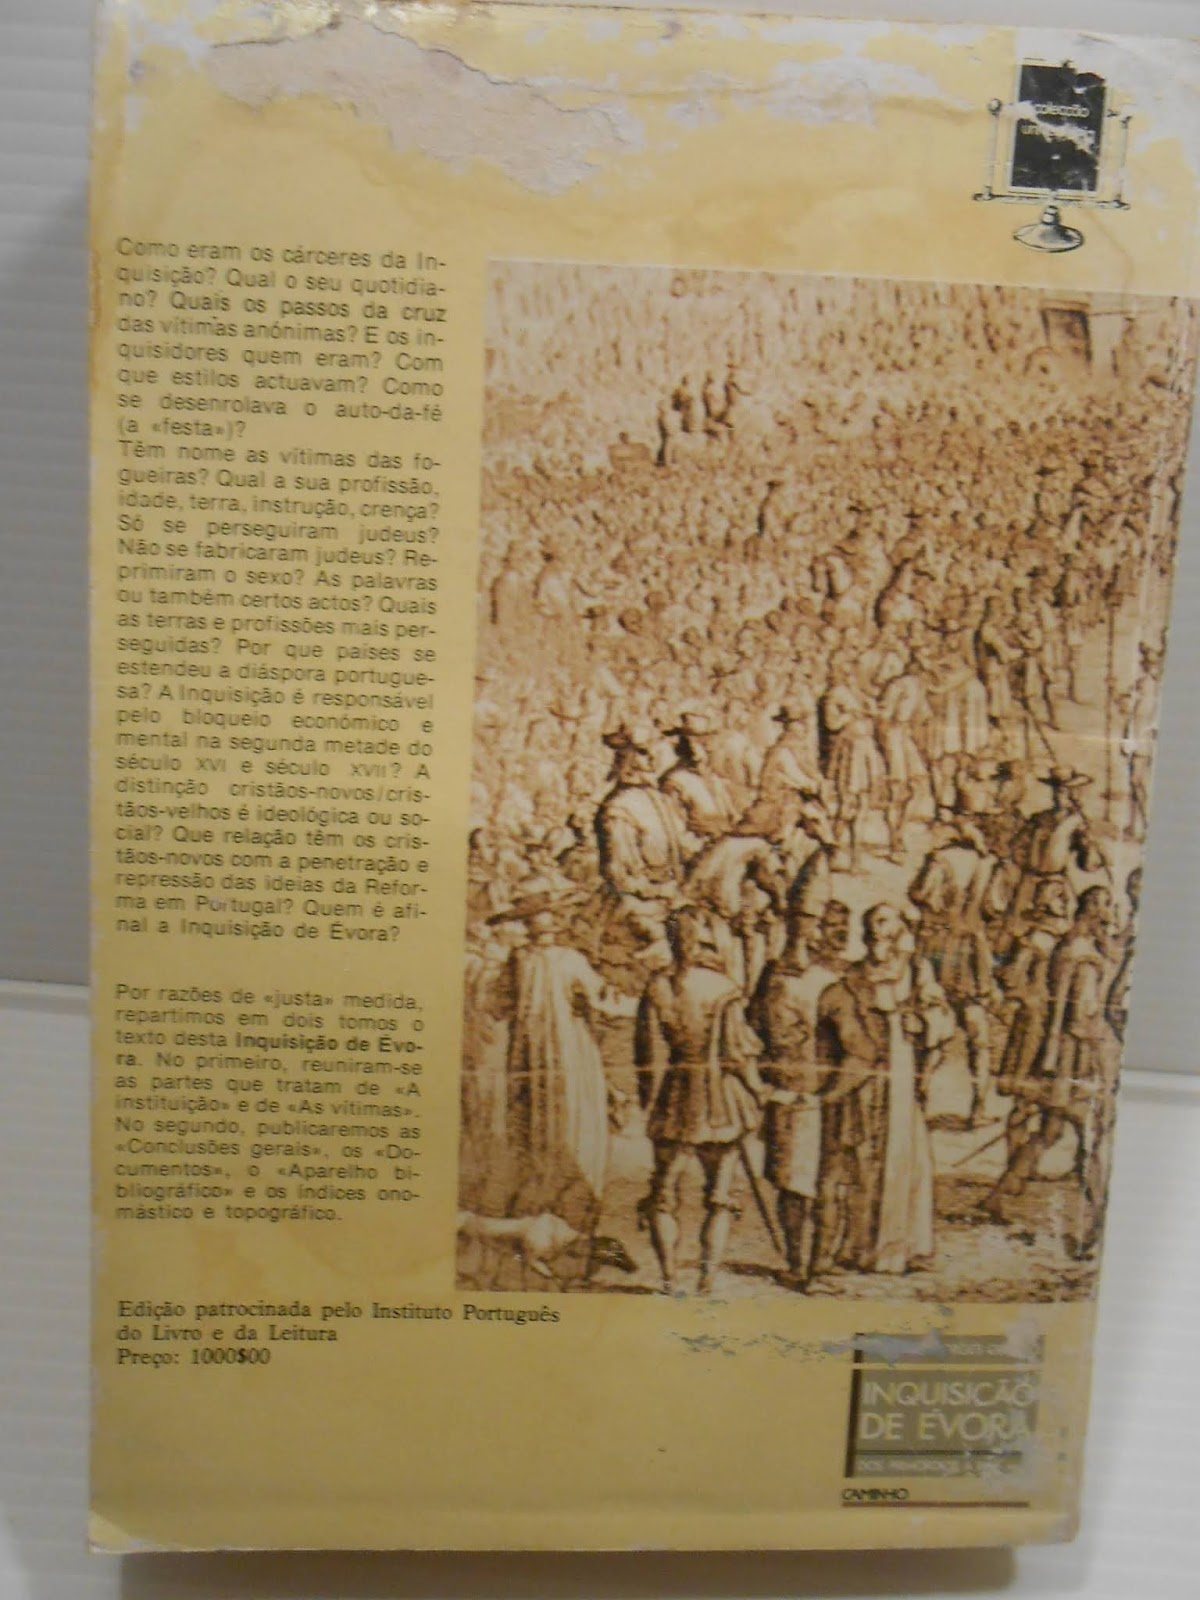 colecção
Como eram os cárceres da In-
quisição? Qual o seu quotidia-
no? Quais os passos da cruz
das vítimas anónimas? E os in-
quisidores quem eram? Com
que estilos actuavam? Como
se desenrolava o auto-da-fé
(a «festa»)?
Têm nome as vítimas das fo-
gueiras? Qual a sua profissão,
idade, terra, instrução, crença?
Só se perseguiram judeus?
Não se fabricaram judeus? Re-
primiram o sexo? As palavras
ou também certos actos? Quais
as terras e profissões mais per-
seguidas? Por que países se
estendeu a diáspora portugue-
sa? A Inquisição é responsável
pelo bloqueio económico e
mental na segunda metade do
século XVI e século XVII? A
distinção cristãos-novos/cris-
tãos-velhos é ideológica ou so-
cial? Que relação têm os cris-
tãos-novos com a penetração e
repressão das ideias da Refor-
ma em Portugal? Quem é afi-
nal a Inquisição de Évora?
Por razões de «justa» medida,
repartimos em dois tomos o
texto desta Inquisição de Évo-
ra. No primeiro, reuniram-se
as partes que tratam de «A
instituição» e de «As vítimas».
No segundo, publicaremos as
«Conclusões gerais», os «Do-
cumentos», o «Aparelho bi-
bliográfico» e os índices ono-
mástico e topográfico.
Edição patrocinada pelo Instituto Português
do Livro e da Leitura
Preço: 1000$00
INQUISIÇÃO
DE ÉVORA
DOS PRIMÓRDIOS
CAMINHO